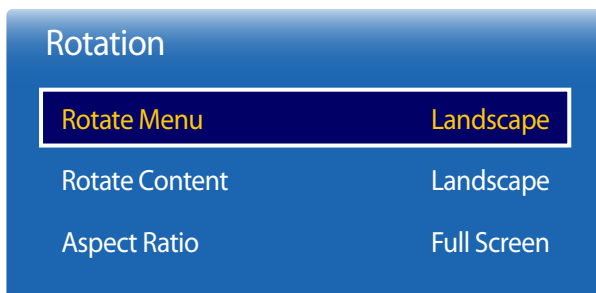 Rotation
Rotate Menu Landscape
Rotate Content Landscape
Aspect Ratio Full Screen